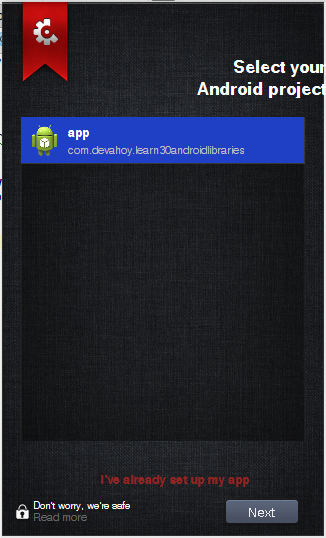 Select your
Android project
app
com.devahoy.learn30androidlibraries
I've already set up my app
Don't worry, we're safe
Read more
Next